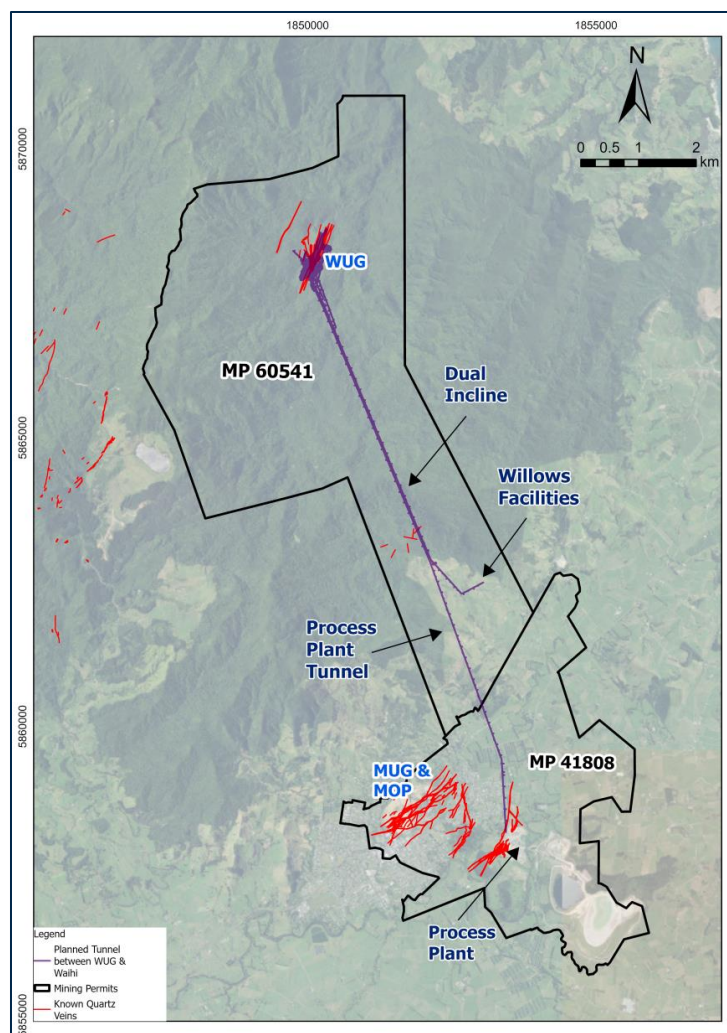 1850000
1855000
N
5870000
0 0.5 1 2
km
WUG
MP 60541
Dual
Incline
5865000
Willows
Facilities
Process
Plant
Tunnel
5860000
MP 41808
MUG &
MOP
Process
Plant
Legend
Planned Tunnel
between WUG &
Waihi
Mining Permits
Known Quartz
Veins
5855000